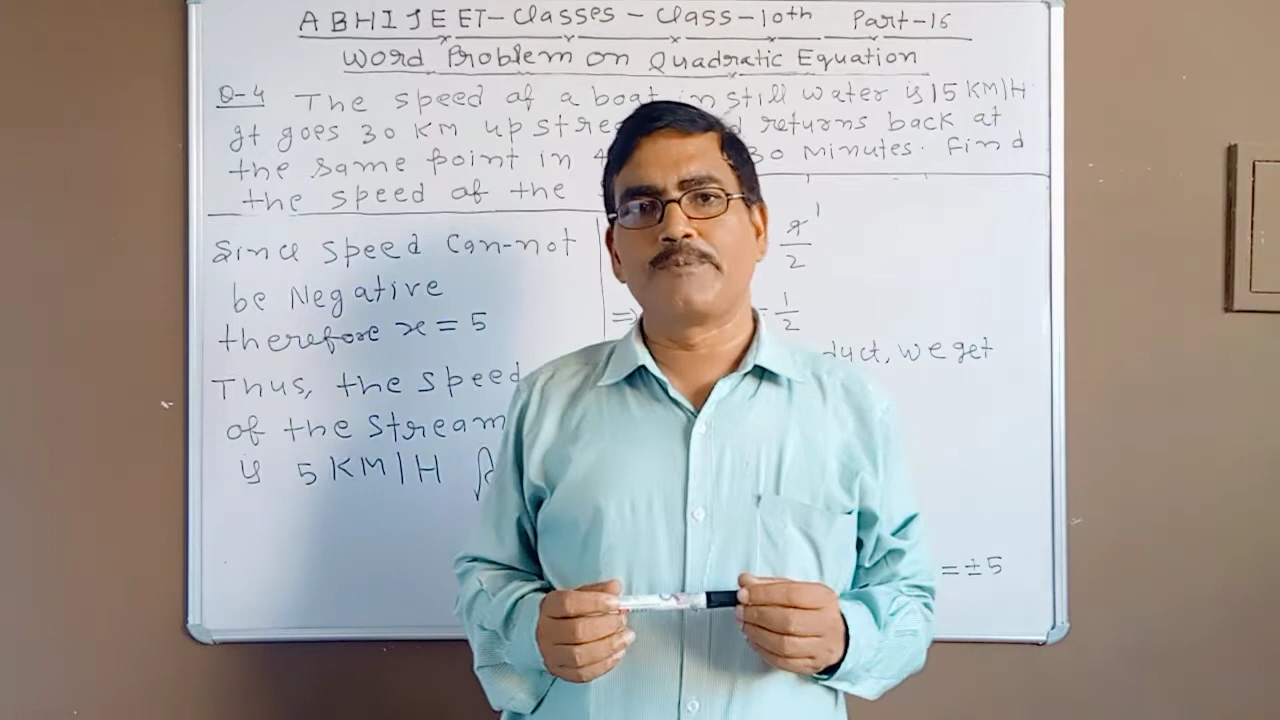 ABHIJEET-Classes-Class-10th Part-16
Word Problem on Quadratic Equation
Q-4 The speed of a boat in still water is 15 KM/H.
It goes 30 KM upstre returns back at
the same point in 4 30 Minutes. Find
the speed of the
Since Speed Can-not
be Negative
therefore x = 5
Thus, the speed
of the stream
is 5 KM/H
1
2
⇒ 1
2
duct, we get
= ±5